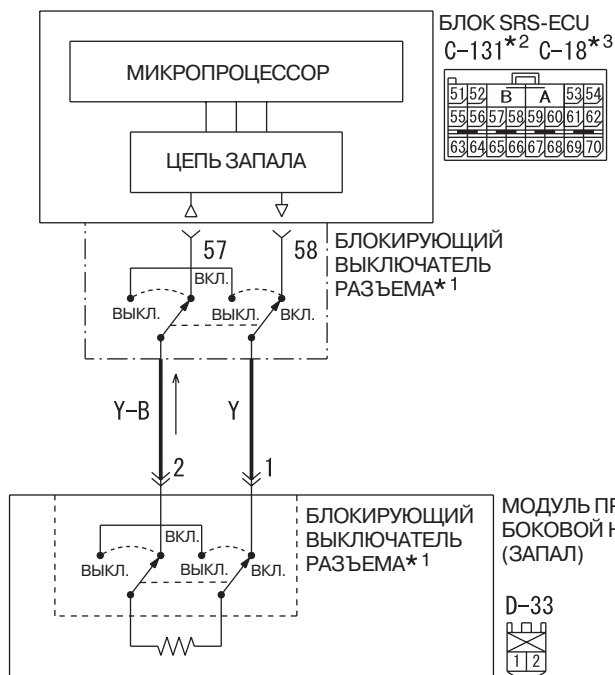 БЛОК SRS-ECU
C-131*2 C-18*3
МИКРОПРОЦЕССОР
51 52 B A 53 54
55 56 57 58 59 60 61 62
63 64 65 66 67 68 69 70
ЦЕПЬ ЗАПАЛА
57 58
БЛОКИРУЮЩИЙ
ВЫКЛЮЧАТЕЛЬ
РАЗЪЕМА*1
ВКЛ.
ВЫКЛ. ВЫКЛ. ВКЛ.
Y-B Y
2 1
БЛОКИРУЮЩИЙ
ВЫКЛЮЧАТЕЛЬ
РАЗЪЕМА*1
ВКЛ.
ВЫКЛ. ВЫКЛ. ВКЛ.
МОДУЛЬ
БОКОВОЙ
(ЗАПАЛ)
D-33
1 2